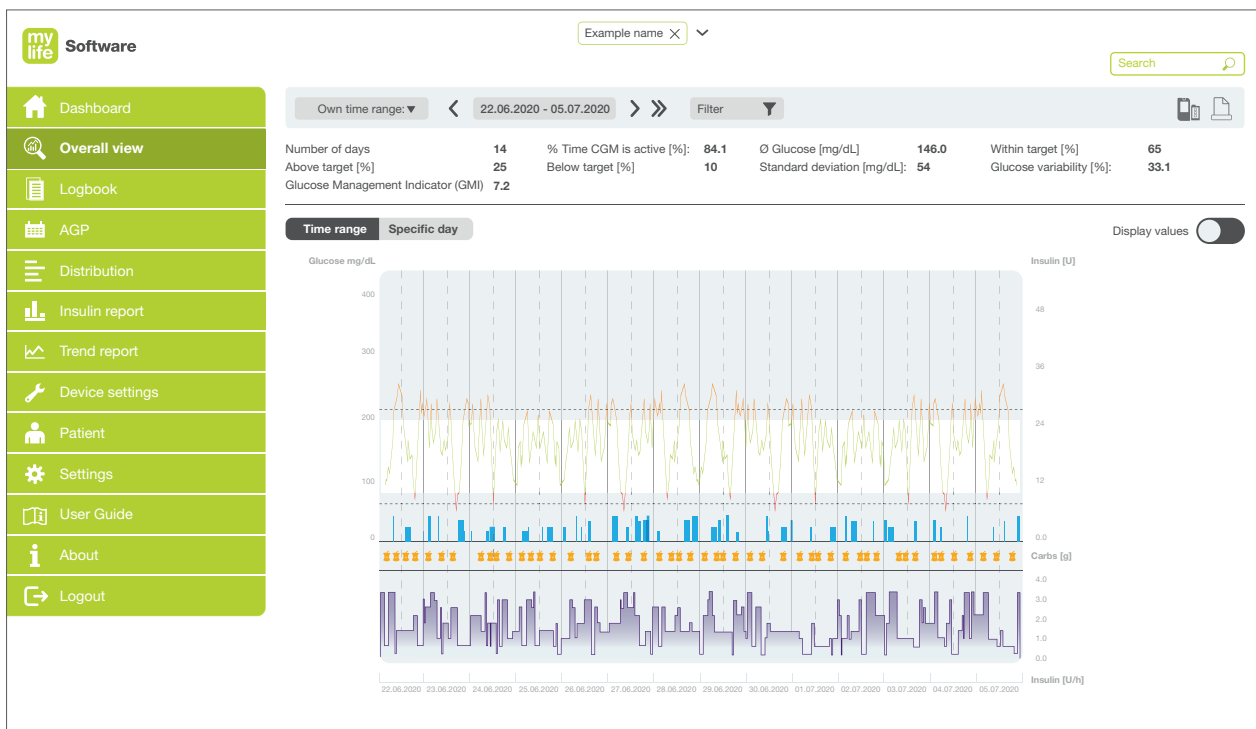 my
life
Software
Example name
Search
Dashboard
Overall view
Logbook
AGP
Distribution
Insulin report
Trend report
Device settings
Patient
Settings
User Guide
About
Logout
Own time range:▼
22.06.2020 - 05.07.2020
Filter
Number of days 14 % Time CGM is active [%]: 84.1 Ø Glucose [mg/dL] 146.0 Within target [%] 65
Above target [%] 25 Below target [%] 10 Standard deviation [mg/dL]: 54 Glucose variability [%]: 33.1
Glucose Management Indicator (GMI) 7.2
Time range Specific day
Display values
Glucose mg/dL
Insulin [U]
400
48
300
36
200
24
100
12
0
0.0
Carbs [g]
4.0
3.0
2.0
1.0
0.0
Insulin [U/h]
22.06.2020 23.06.2020 24.06.2020 25.06.2020 26.06.2020 27.06.2020 28.06.2020 29.06.2020 30.06.2020 01.07.2020 02.07.2020 03.07.2020 04.07.2020 05.07.2020